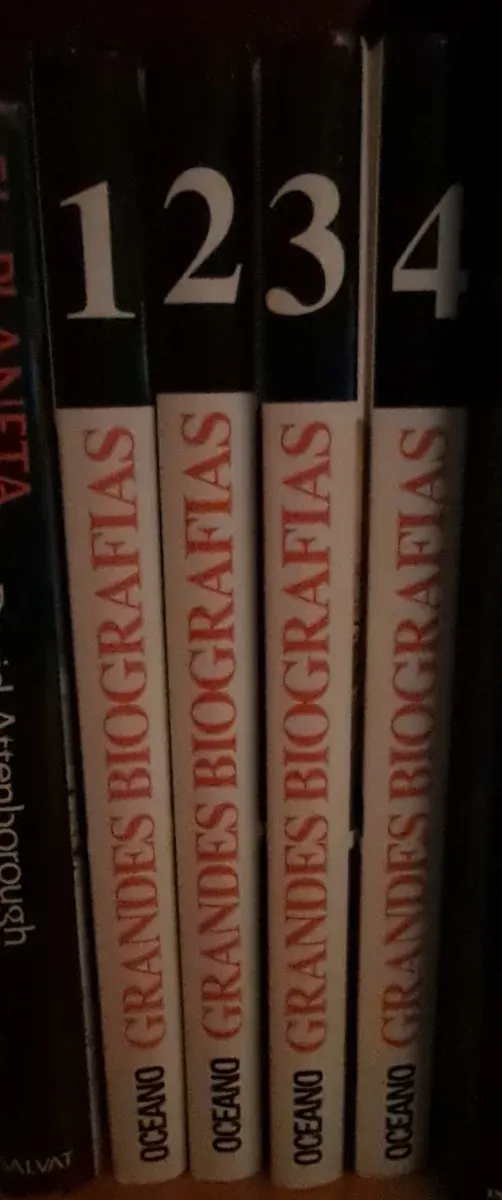 PLANETA
Attenborough
SALVAT
1
GRANDES BIOGRAFIAS
OCEANO
2
GRANDES BIOGRAFIAS
OCEANO
3
GRANDES BIOGRAFIAS
OCEANO
4
GRANDES BIOGRAFIAS
OCEANO